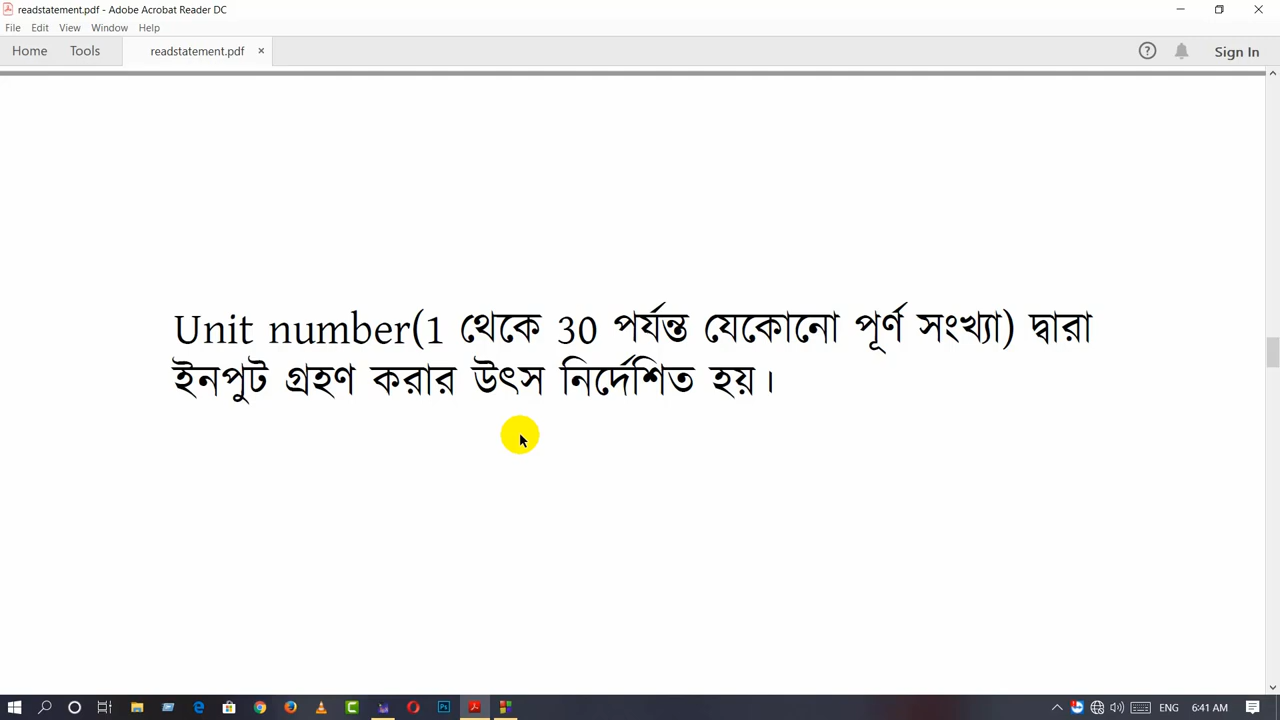 readstatement.pdf - Adobe Acrobat Reader DC
File Edit View Window Help
Home Tools readstatement.pdf × Sign In
Unit number(1 থেকে 30 পর্যন্ত যেকোনো পূর্ণ সংখ্যা) দ্বারা
ইনপুট গ্রহণ করার উৎস নির্দেশিত হয়।
ENG 6:41 AM